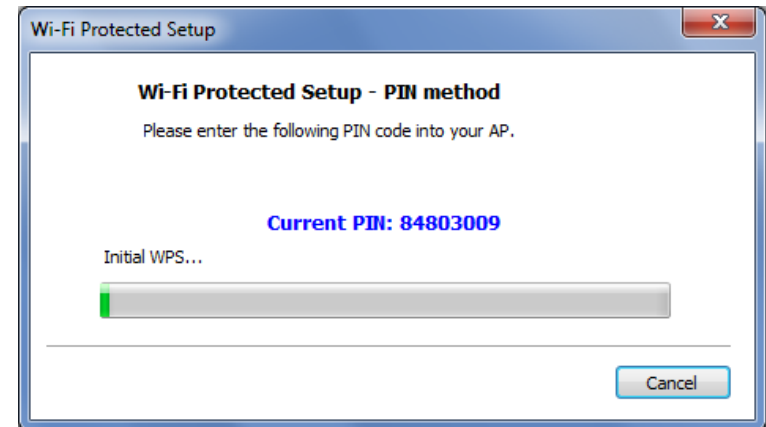 Wi-Fi Protected Setup
Wi-Fi Protected Setup - PIN method
Please enter the following PIN code into your AP.
Current PIN: 84803009
Initial WPS...
Cancel